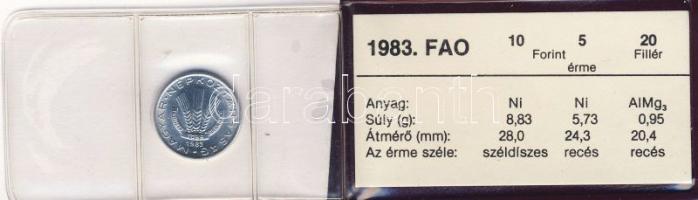 MAGYAR NÉPKÖZTÁRSASÁG
1983
1983. FAO 10 5 20
Forint Fillér
érme
Anyag: Ni Ni AlMg₃
Súly (g): 8,83 5,73 0,95
Átmérő (mm): 28,0 24,3 20,4
Az érme széle: széldíszes recés recés
darabanth